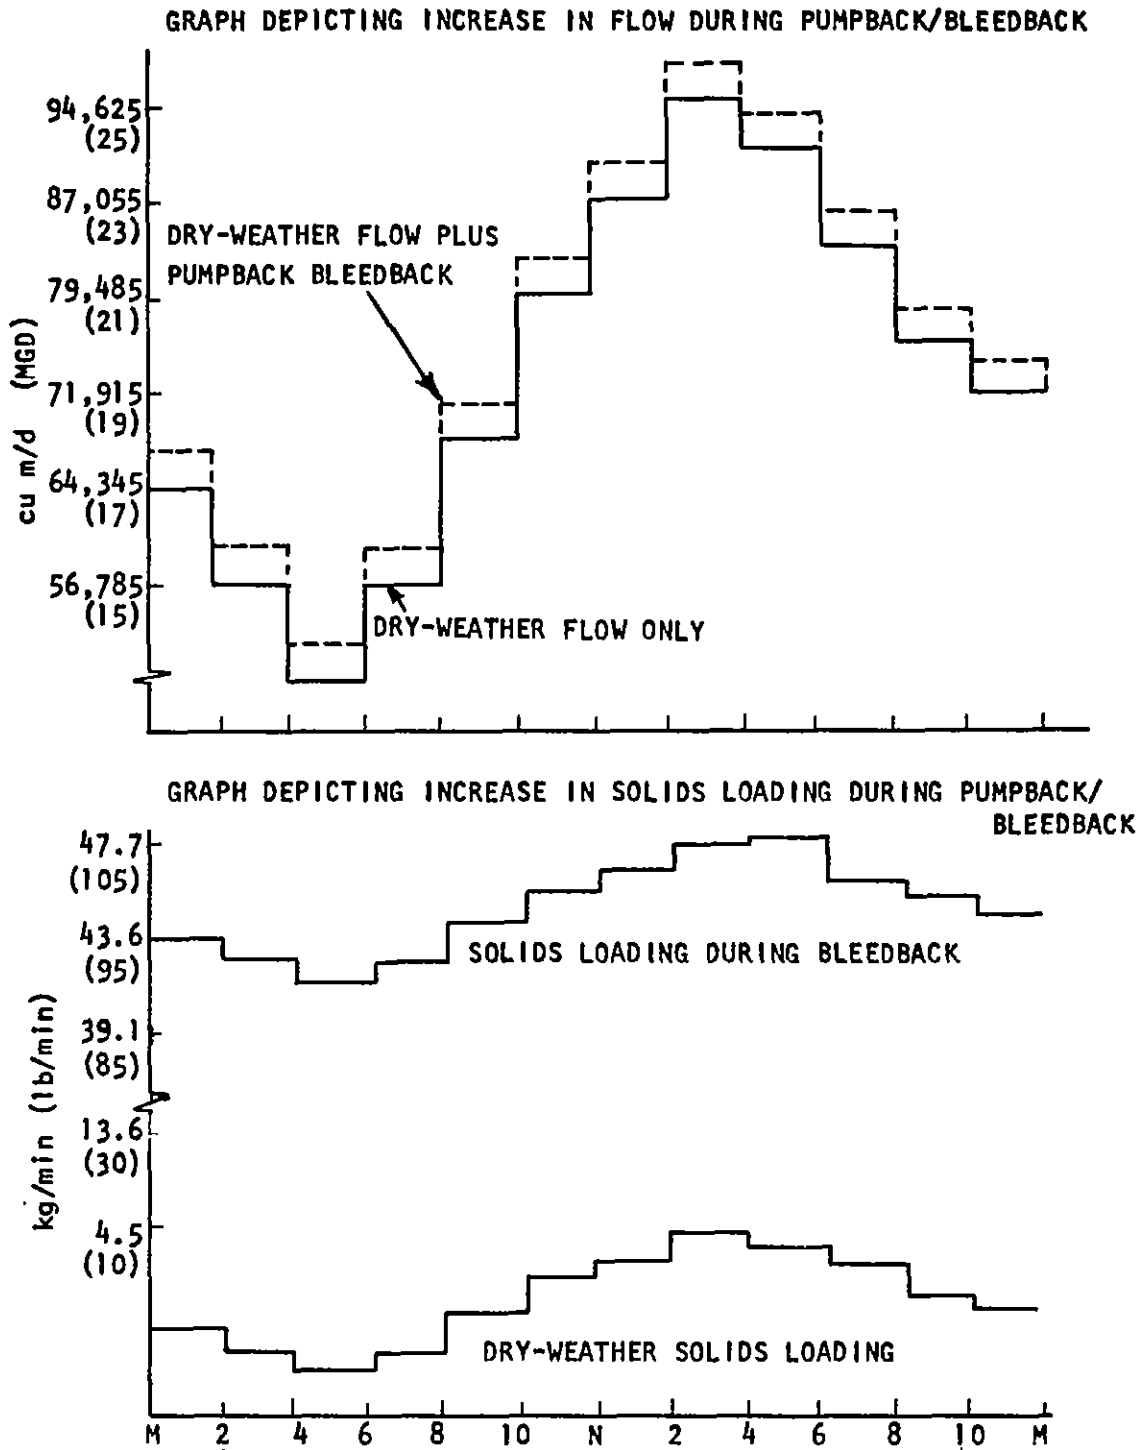 GRAPH DEPICTING INCREASE IN FLOW DURING PUMPBACK/BLEEDBACK
94,625
(25)
87,055
(23)
DRY-WEATHER FLOW PLUS
PUMPBACK BLEEDBACK
79,485
(21)
71,915
(19)
64,345
(17)
56,785
(15)
cu m/d (MGD)
DRY-WEATHER FLOW ONLY
GRAPH DEPICTING INCREASE IN SOLIDS LOADING DURING PUMPBACK/
BLEEDBACK
47.7
(105)
43.6
(95)
SOLIDS LOADING DURING BLEEDBACK
39.1
(85)
kg/min (lb/min)
13.6
(30)
4.5
(10)
DRY-WEATHER SOLIDS LOADING
M 2 4 6 8 10 N 2 4 6 8 10 M